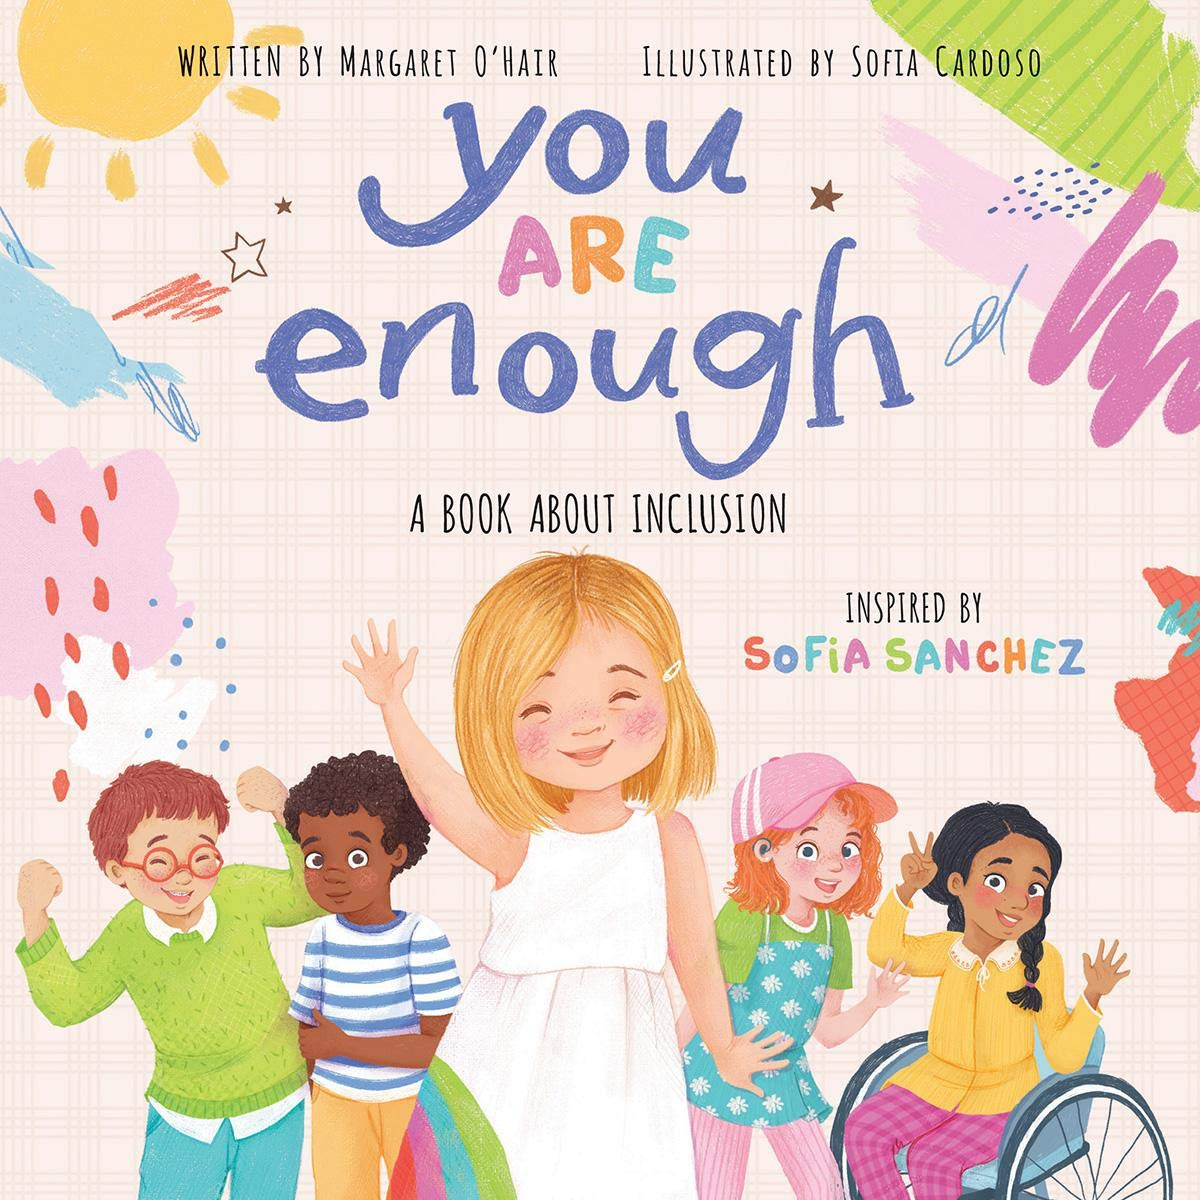 WRITTEN BY MARGARET O'HAIR
ILLUSTRATED BY SOFIA CARDOSO
you
ARE
enough
A BOOK ABOUT INCLUSION
INSPIRED BY
SOFiA SANCHEZ